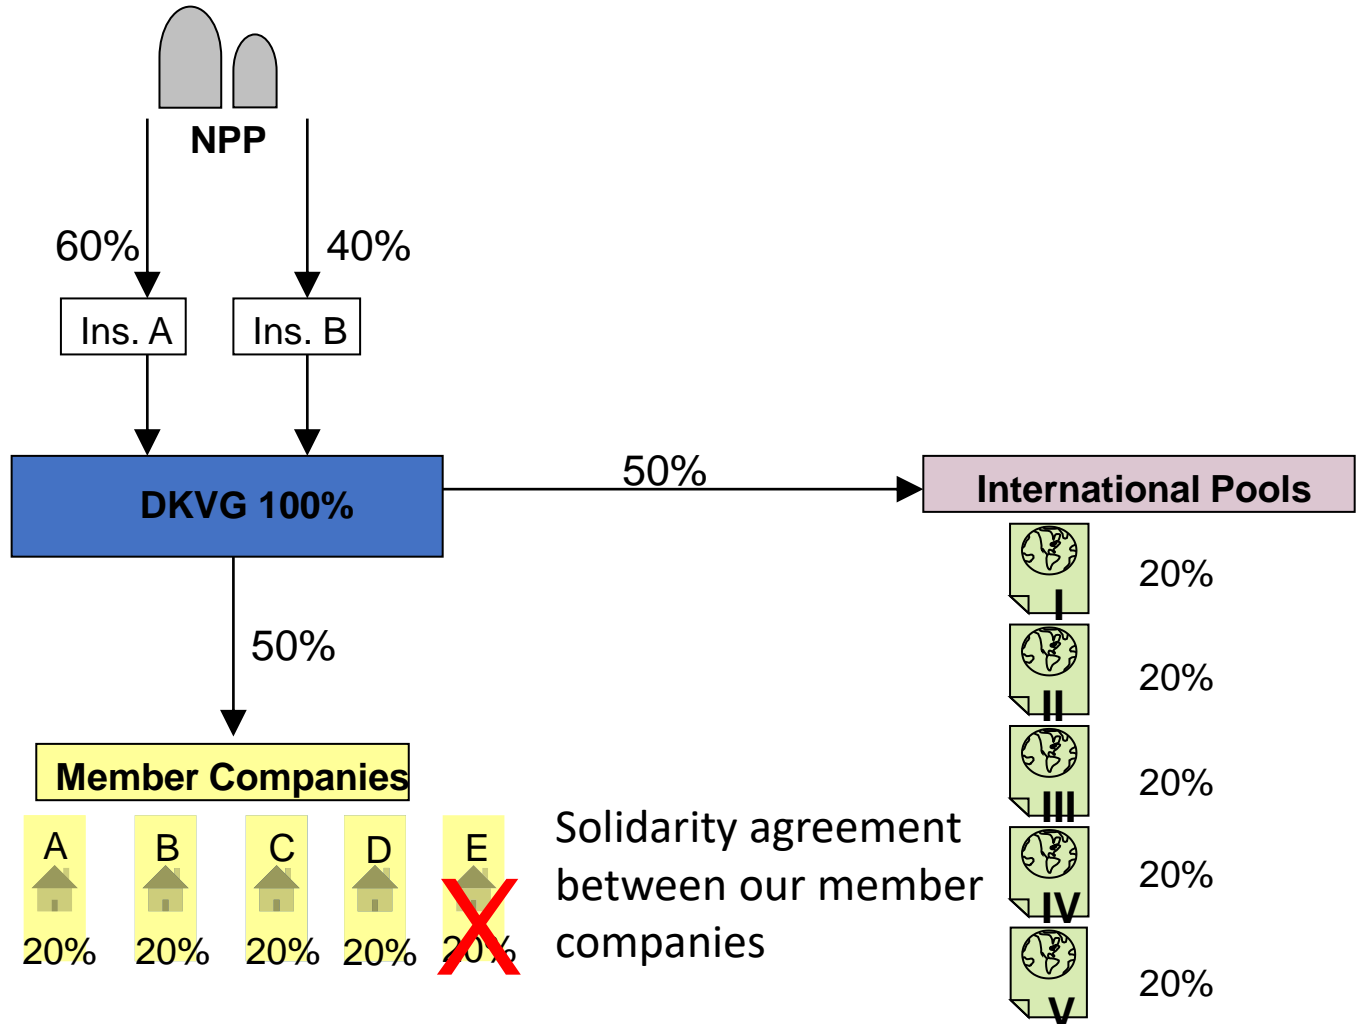 NPP
60%
40%
Ins. A
Ins. B
DKVG 100%
50%
International Pools
50%
Member Companies
A
B
C
D
E
20%
20%
20%
20%
20%
Solidarity agreement
between our member
companies
I
20%
II
20%
III
20%
IV
20%
V
20%